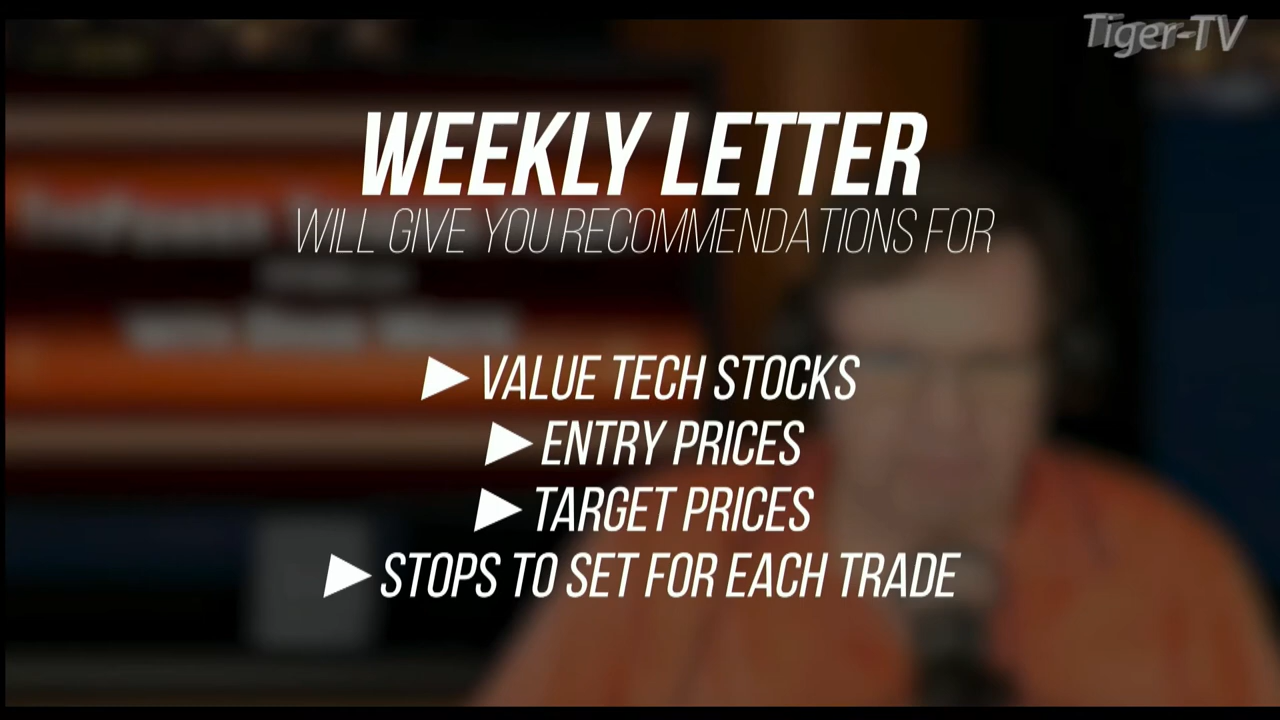 Tiger-TV
WEEKLY LETTER
WILL GIVE YOU RECOMMENDATIONS FOR
▶ VALUE TECH STOCKS
▶ ENTRY PRICES
▶ TARGET PRICES
▶ STOPS TO SET FOR EACH TRADE